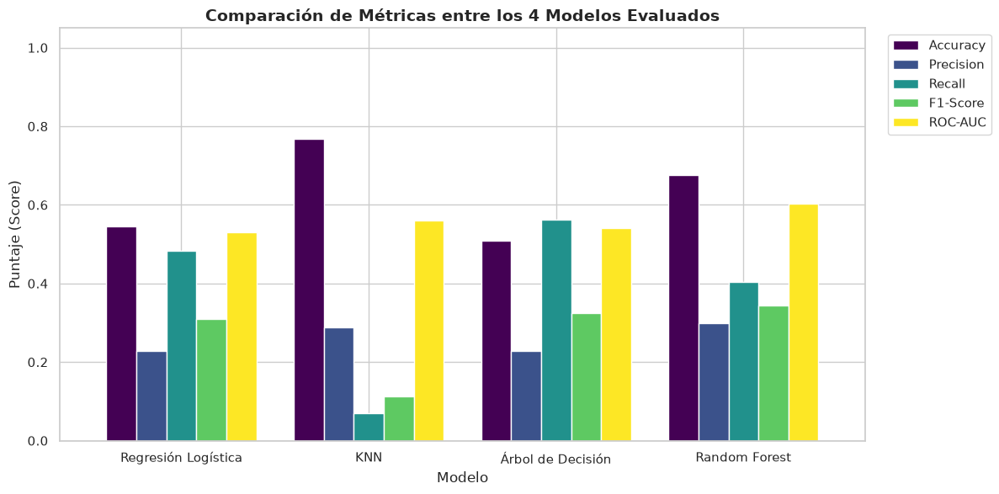 Comparación de Métricas entre los 4 Modelos Evaluados
Accuracy
Precision
Recall
F1-Score
ROC-AUC
Puntaje (Score)
1.0
0.8
0.6
0.4
0.2
0.0
Regresión Logística
KNN
Árbol de Decisión
Random Forest
Modelo